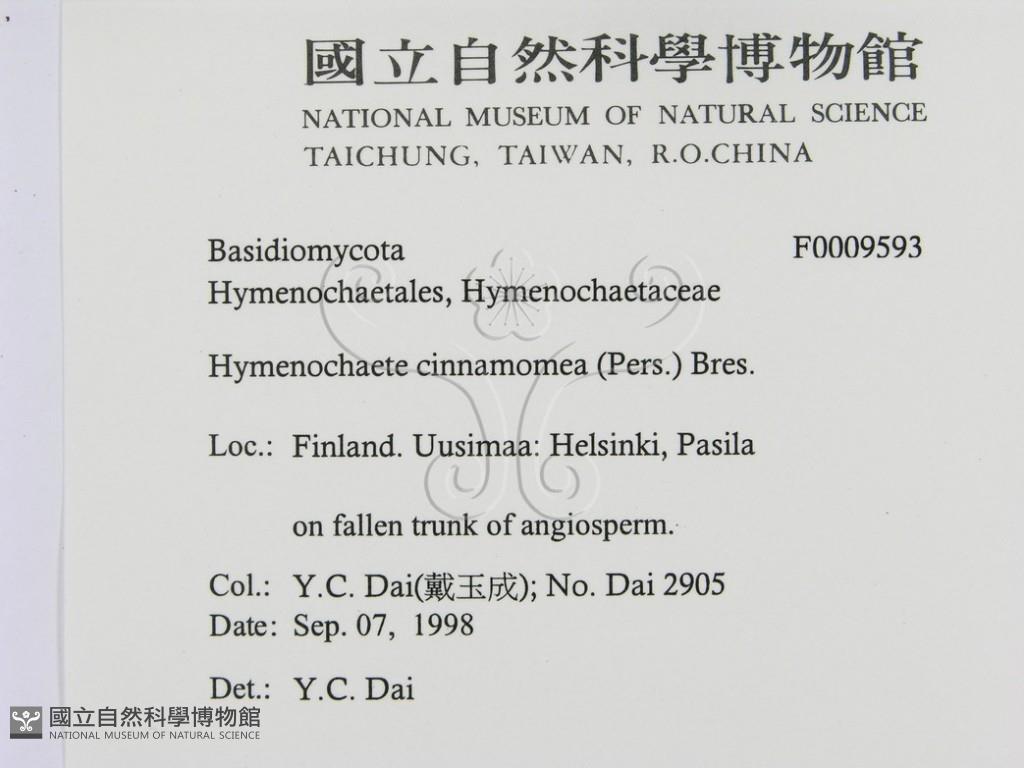 國立自然科學博物館
NATIONAL MUSEUM OF NATURAL SCIENCE
TAICHUNG, TAIWAN, R.O.CHINA
Basidiomycota F0009593
Hymenochaetales, Hymenochaetaceae
Hymenochaete cinnamomea (Pers.) Bres.
Loc.: Finland. Uusimaa: Helsinki, Pasila
on fallen trunk of angiosperm.
Col.: Y.C. Dai(戴玉成); No. Dai 2905
Date: Sep. 07, 1998
Det.: Y.C. Dai
國立自然科學博物館
NATIONAL MUSEUM OF NATURAL SCIENCE